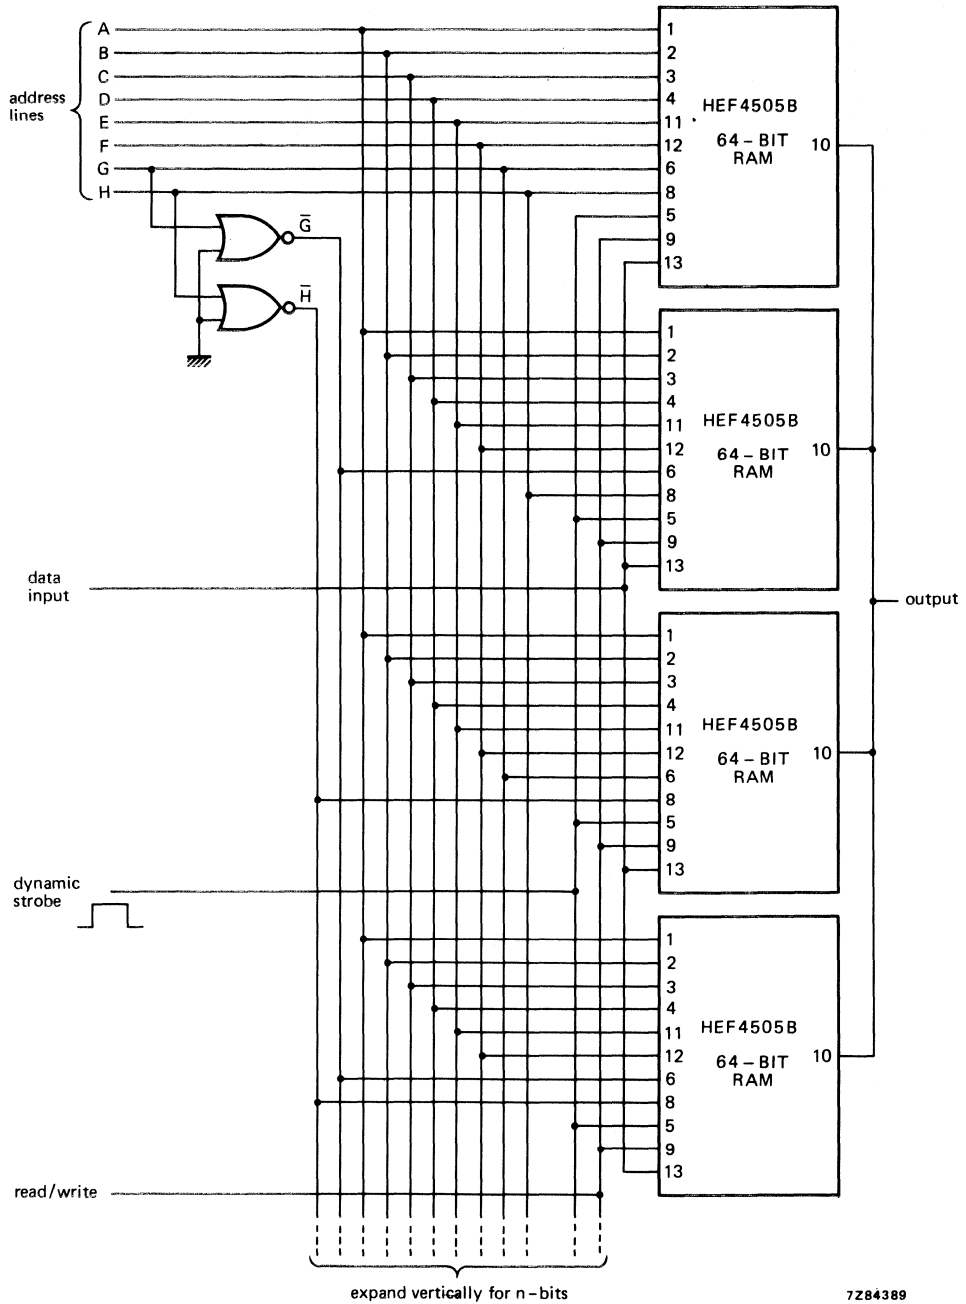 A
B
C
D
E
F
G
H
address
lines
G̅
H̅
1
2
3
4
11
12
6
8
5
9
13
HEF4505B
64–BIT
RAM
10
1
2
3
4
11
12
6
8
5
9
13
HEF4505B
64–BIT
RAM
10
data
input
output
1
2
3
4
11
12
6
8
5
9
13
HEF4505B
64–BIT
RAM
10
dynamic
strobe
1
2
3
4
11
12
6
8
5
9
13
HEF4505B
64–BIT
RAM
10
read/write
expand vertically for n–bits
7Z84389